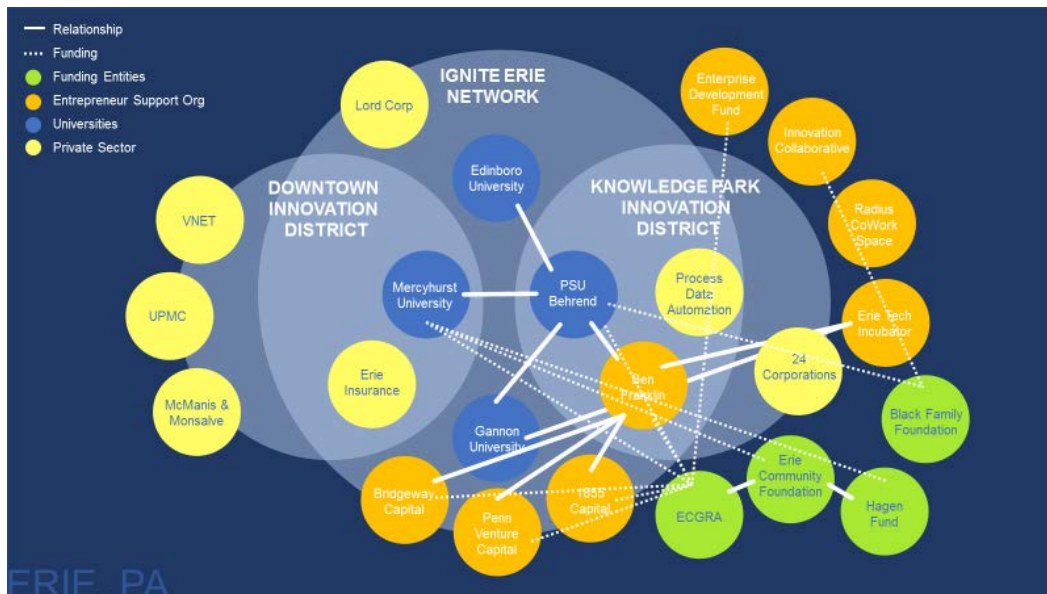 Relationship
Funding
Funding Entities
Entrepreneur Support Org
Universities
Private Sector
IGNITE ERIE
NETWORK
Lord Corp
Enterprise
Development
Fund
Innovation
Collaborative
Edinboro
University
DOWNTOWN
INNOVATION
DISTRICT
KNOWLEDGE PARK
INNOVATION
DISTRICT
VNET
Radius
CoWork
Space
Mercyhurst
University
PSU
Behrend
Process
Data
Automation
UPMC
Erie Tech
Incubator
Erie
Insurance
Ben
Franklin
24
Corporations
McManis &
Monsalve
Black Family
Foundation
Gannon
University
Erie
Community
Foundation
Bridgeway
Capital
1855
Capital
Penn
Venture
Capital
ECGRA
Hagen
Fund
ERIE, PA